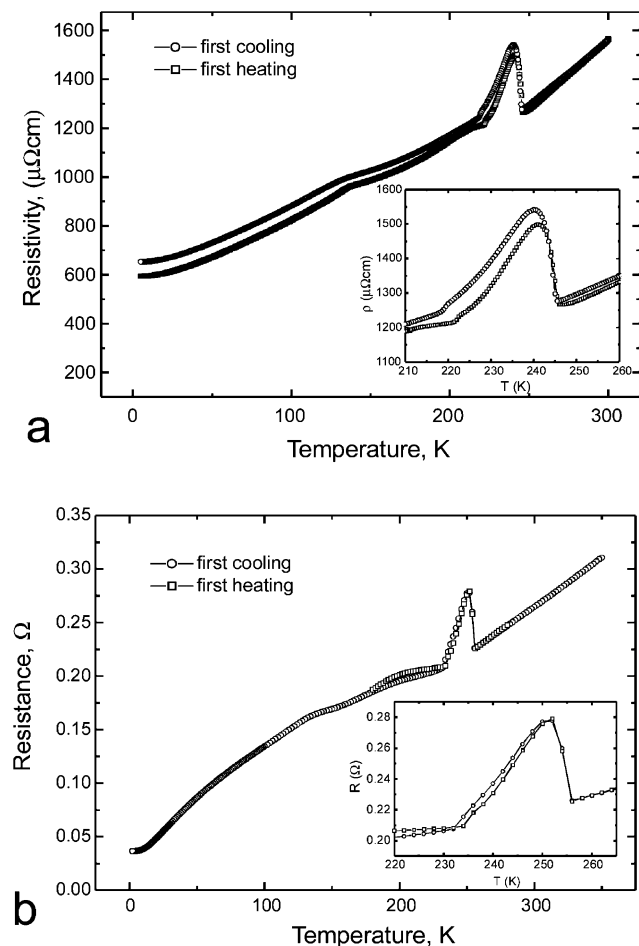 1600
1400
1200
1000
800
600
400
200
Resistivity, (μΩcm)
first cooling
first heating
1600
1500
1400
1300
1200
1100
ρ (μΩcm)
210 220 230 240 250 260
T (K)
0 100 200 300
Temperature, K
a
0.35
0.30
0.25
0.20
0.15
0.10
0.05
0.00
Resistance, Ω
first cooling
first heating
0.28
0.26
0.24
0.22
0.20
R (Ω)
220 230 240 250 260
T (K)
0 100 200 300
Temperature, K
b